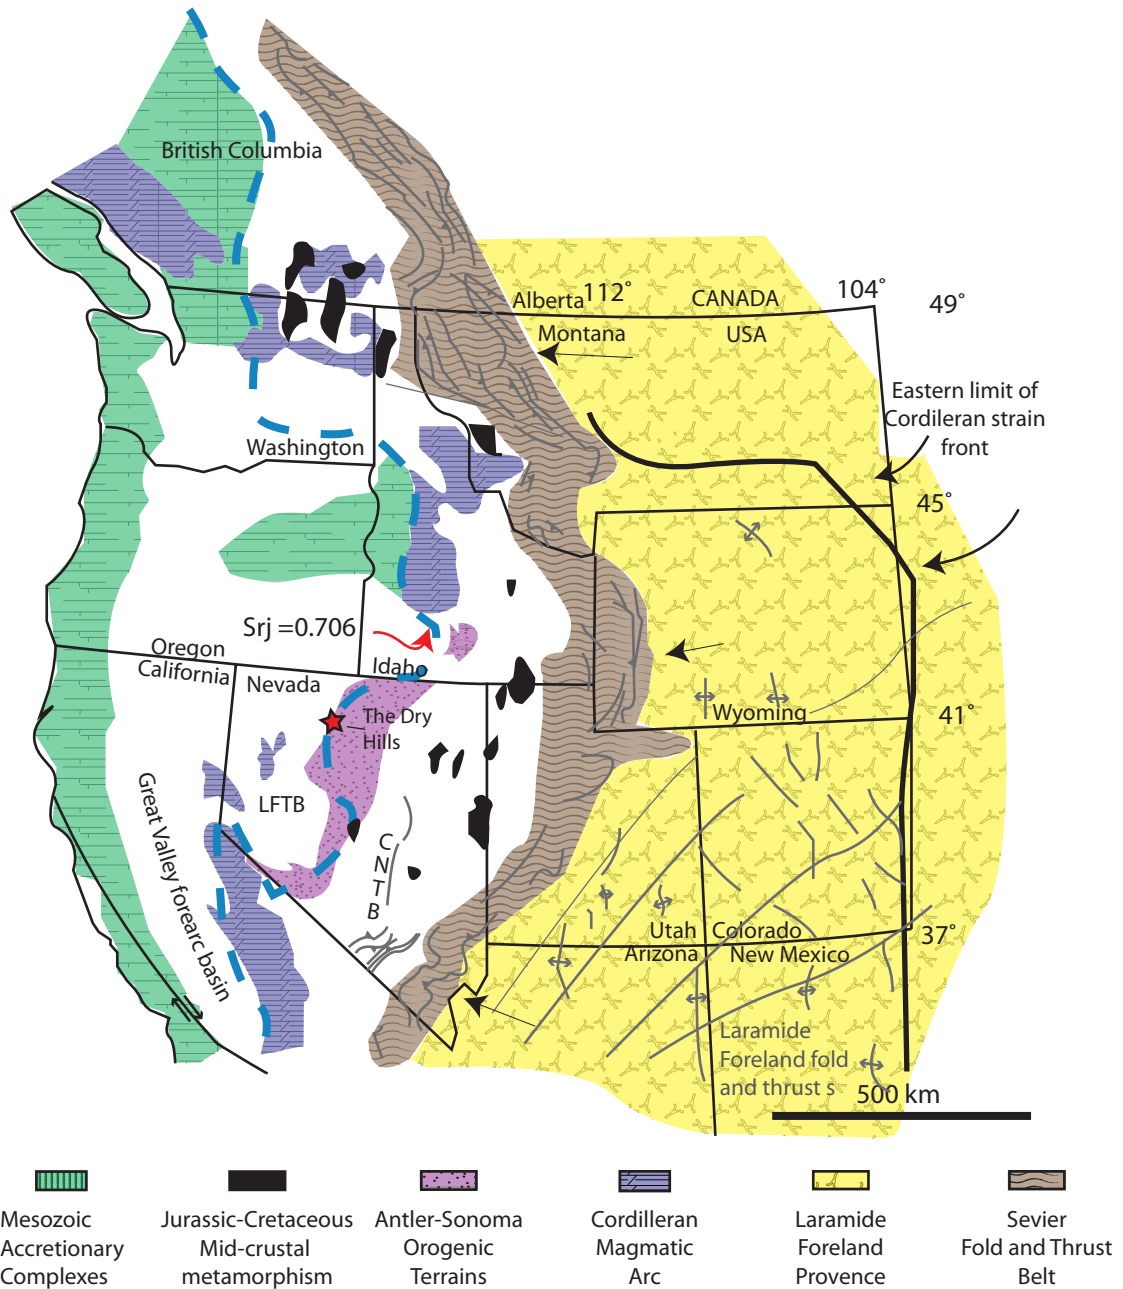 British Columbia
Alberta
112°
CANADA
104°
49°
Montana
USA
Eastern limit of
Cordileran strain
front
Washington
45°
Srj =0.706
Oregon
California
Idaho
Nevada
The Dry
Hills
Wyoming
41°
LFTB
Great Valley forearc basin
C
N
T
B
Utah
Colorado
37°
Arizona
New Mexico
Laramide
Foreland fold
and thrust s
500 km
Mesozoic
Accretionary
Complexes
Jurassic-Cretaceous
Mid-crustal
metamorphism
Antler-Sonoma
Orogenic
Terrains
Cordilleran
Magmatic
Arc
Laramide
Foreland
Provence
Sevier
Fold and Thrust
Belt